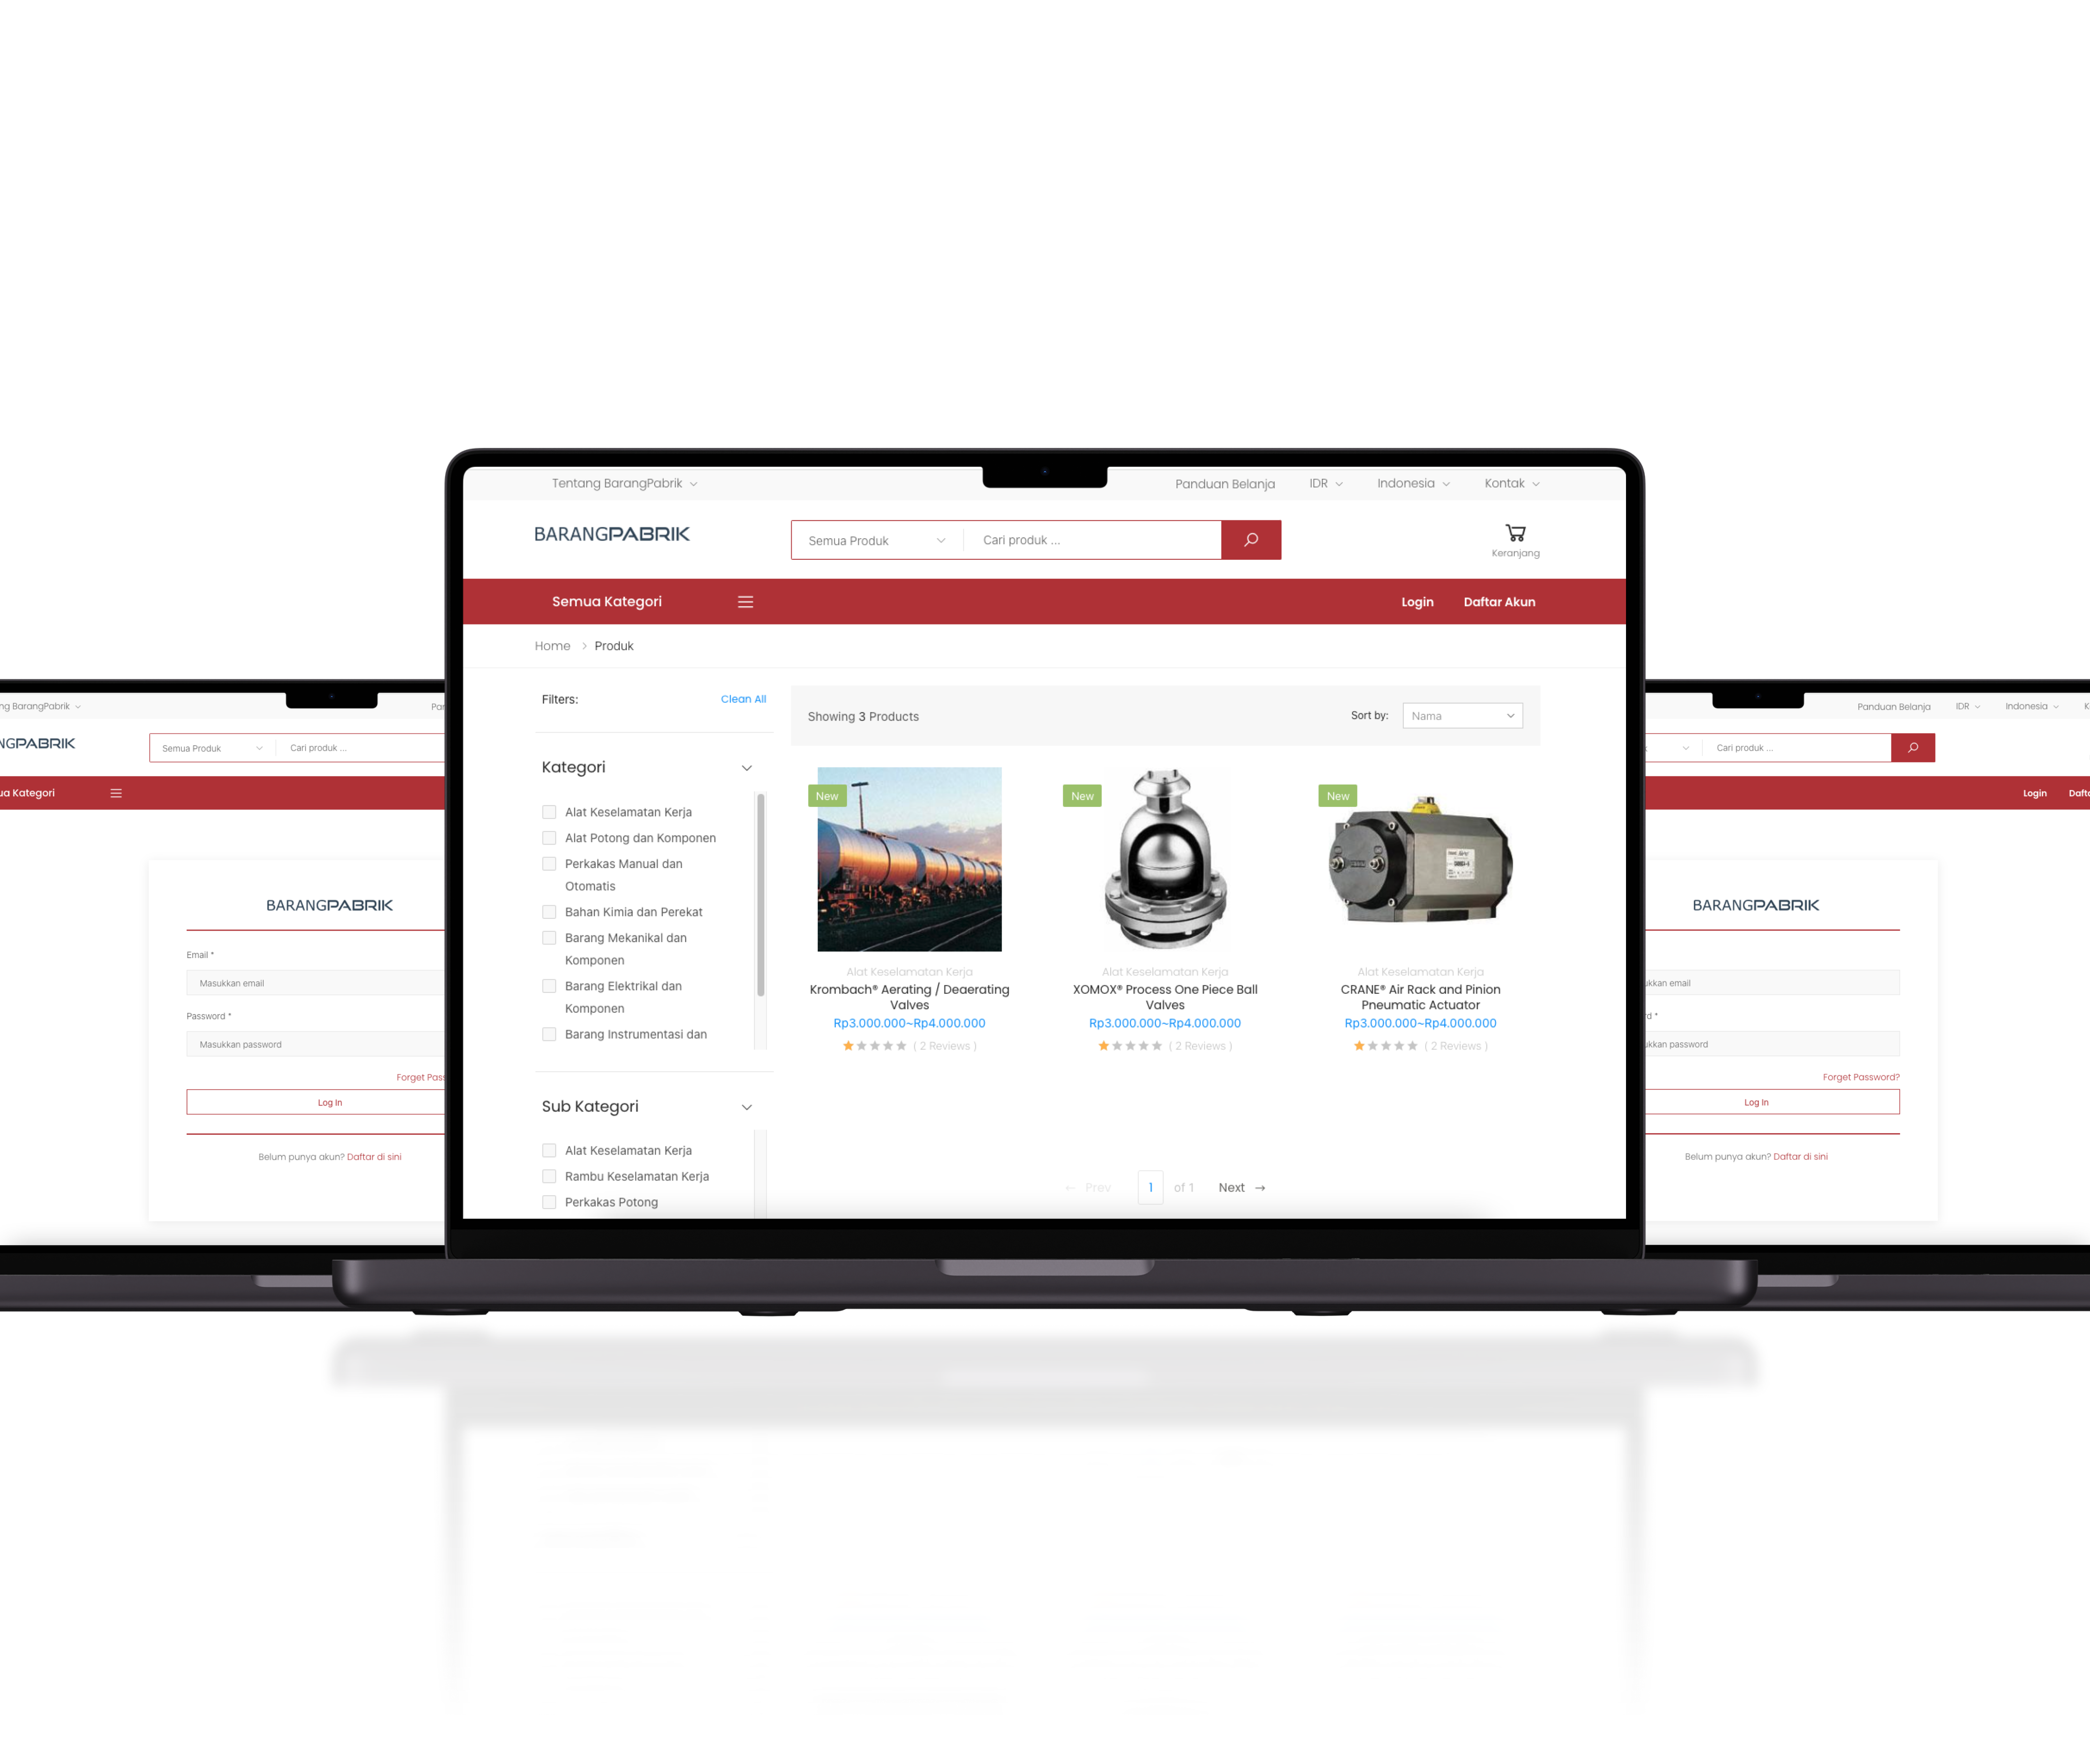 Tentang BarangPabrik
Panduan Belanja IDR Indonesia Kontak
BARANGPABRIK
Semua Produk Cari produk ...
Keranjang
Semua Kategori Login Daftar Akun
Home > Produk
Filters: Clean All
Kategori
Alat Keselamatan Kerja
Alat Potong dan Komponen
Perkakas Manual dan
Otomatis
Bahan Kimia dan Perekat
Barang Mekanikal dan
Komponen
Barang Elektrikal dan
Komponen
Barang Instrumentasi dan
Sub Kategori
Alat Keselamatan Kerja
Rambu Keselamatan Kerja
Perkakas Potong
Showing 3 Products
Sort by: Nama
New
Alat Keselamatan Kerja
Krombach® Aerating / Deaerating
Valves
Rp3.000.000~Rp4.000.000
( 2 Reviews )
New
Alat Keselamatan Kerja
XOMOX® Process One Piece Ball
Valves
Rp3.000.000~Rp4.000.000
( 2 Reviews )
New
Alat Keselamatan Kerja
CRANE® Air Rack and Pinion
Pneumatic Actuator
Rp3.000.000~Rp4.000.000
( 2 Reviews )
← Prev 1 of 1 Next →
ng BarangPabrik
Par
NGPABRIK
Semua Produk Cari produk ...
ua Kategori
BARANGPABRIK
Email *
Masukkan email
Password *
Masukkan password
Forget Pass
Log In
Belum punya akun? Daftar di sini
Panduan Belanja IDR Indonesia K
Cari produk ...
Login Dafta
BARANGPABRIK
ukkan email
rd *
ukkan password
Forget Password?
Log In
Belum punya akun? Daftar di sini